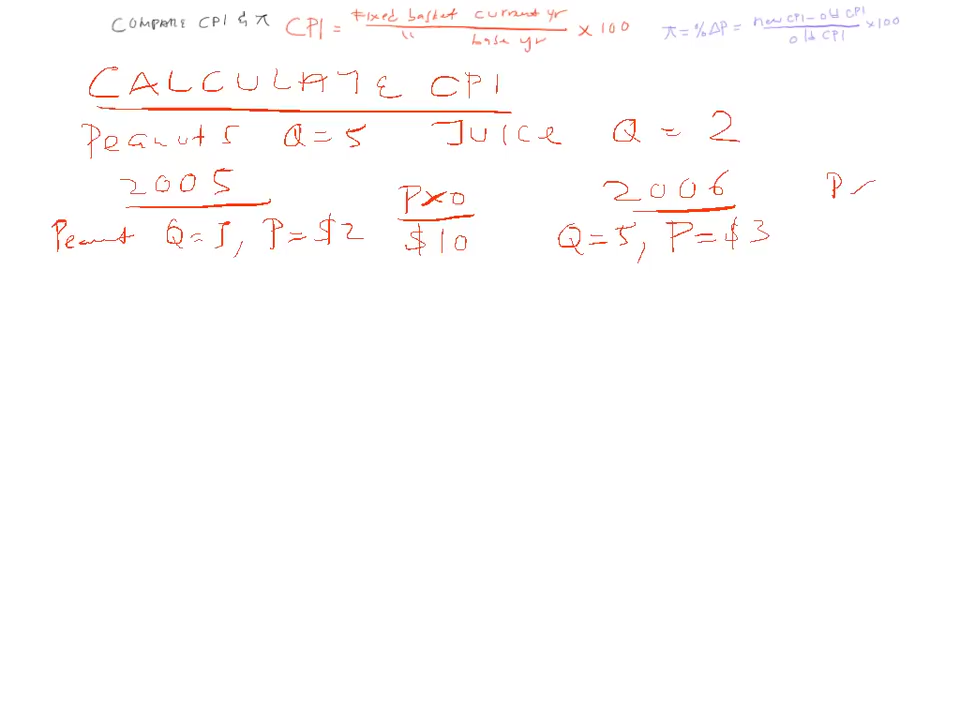 COMPARE CPI & π CPI = Fixed basket current yr / " base yr × 100 π = %ΔP = new CPI - old CPI / old CPI ×100
CALCULATE CPI
Peanuts Q = 5 JUICE Q = 2
2005 P×Q 2006 P
Peanut Q = 5, P = $2 $10 Q = 5, P = $3